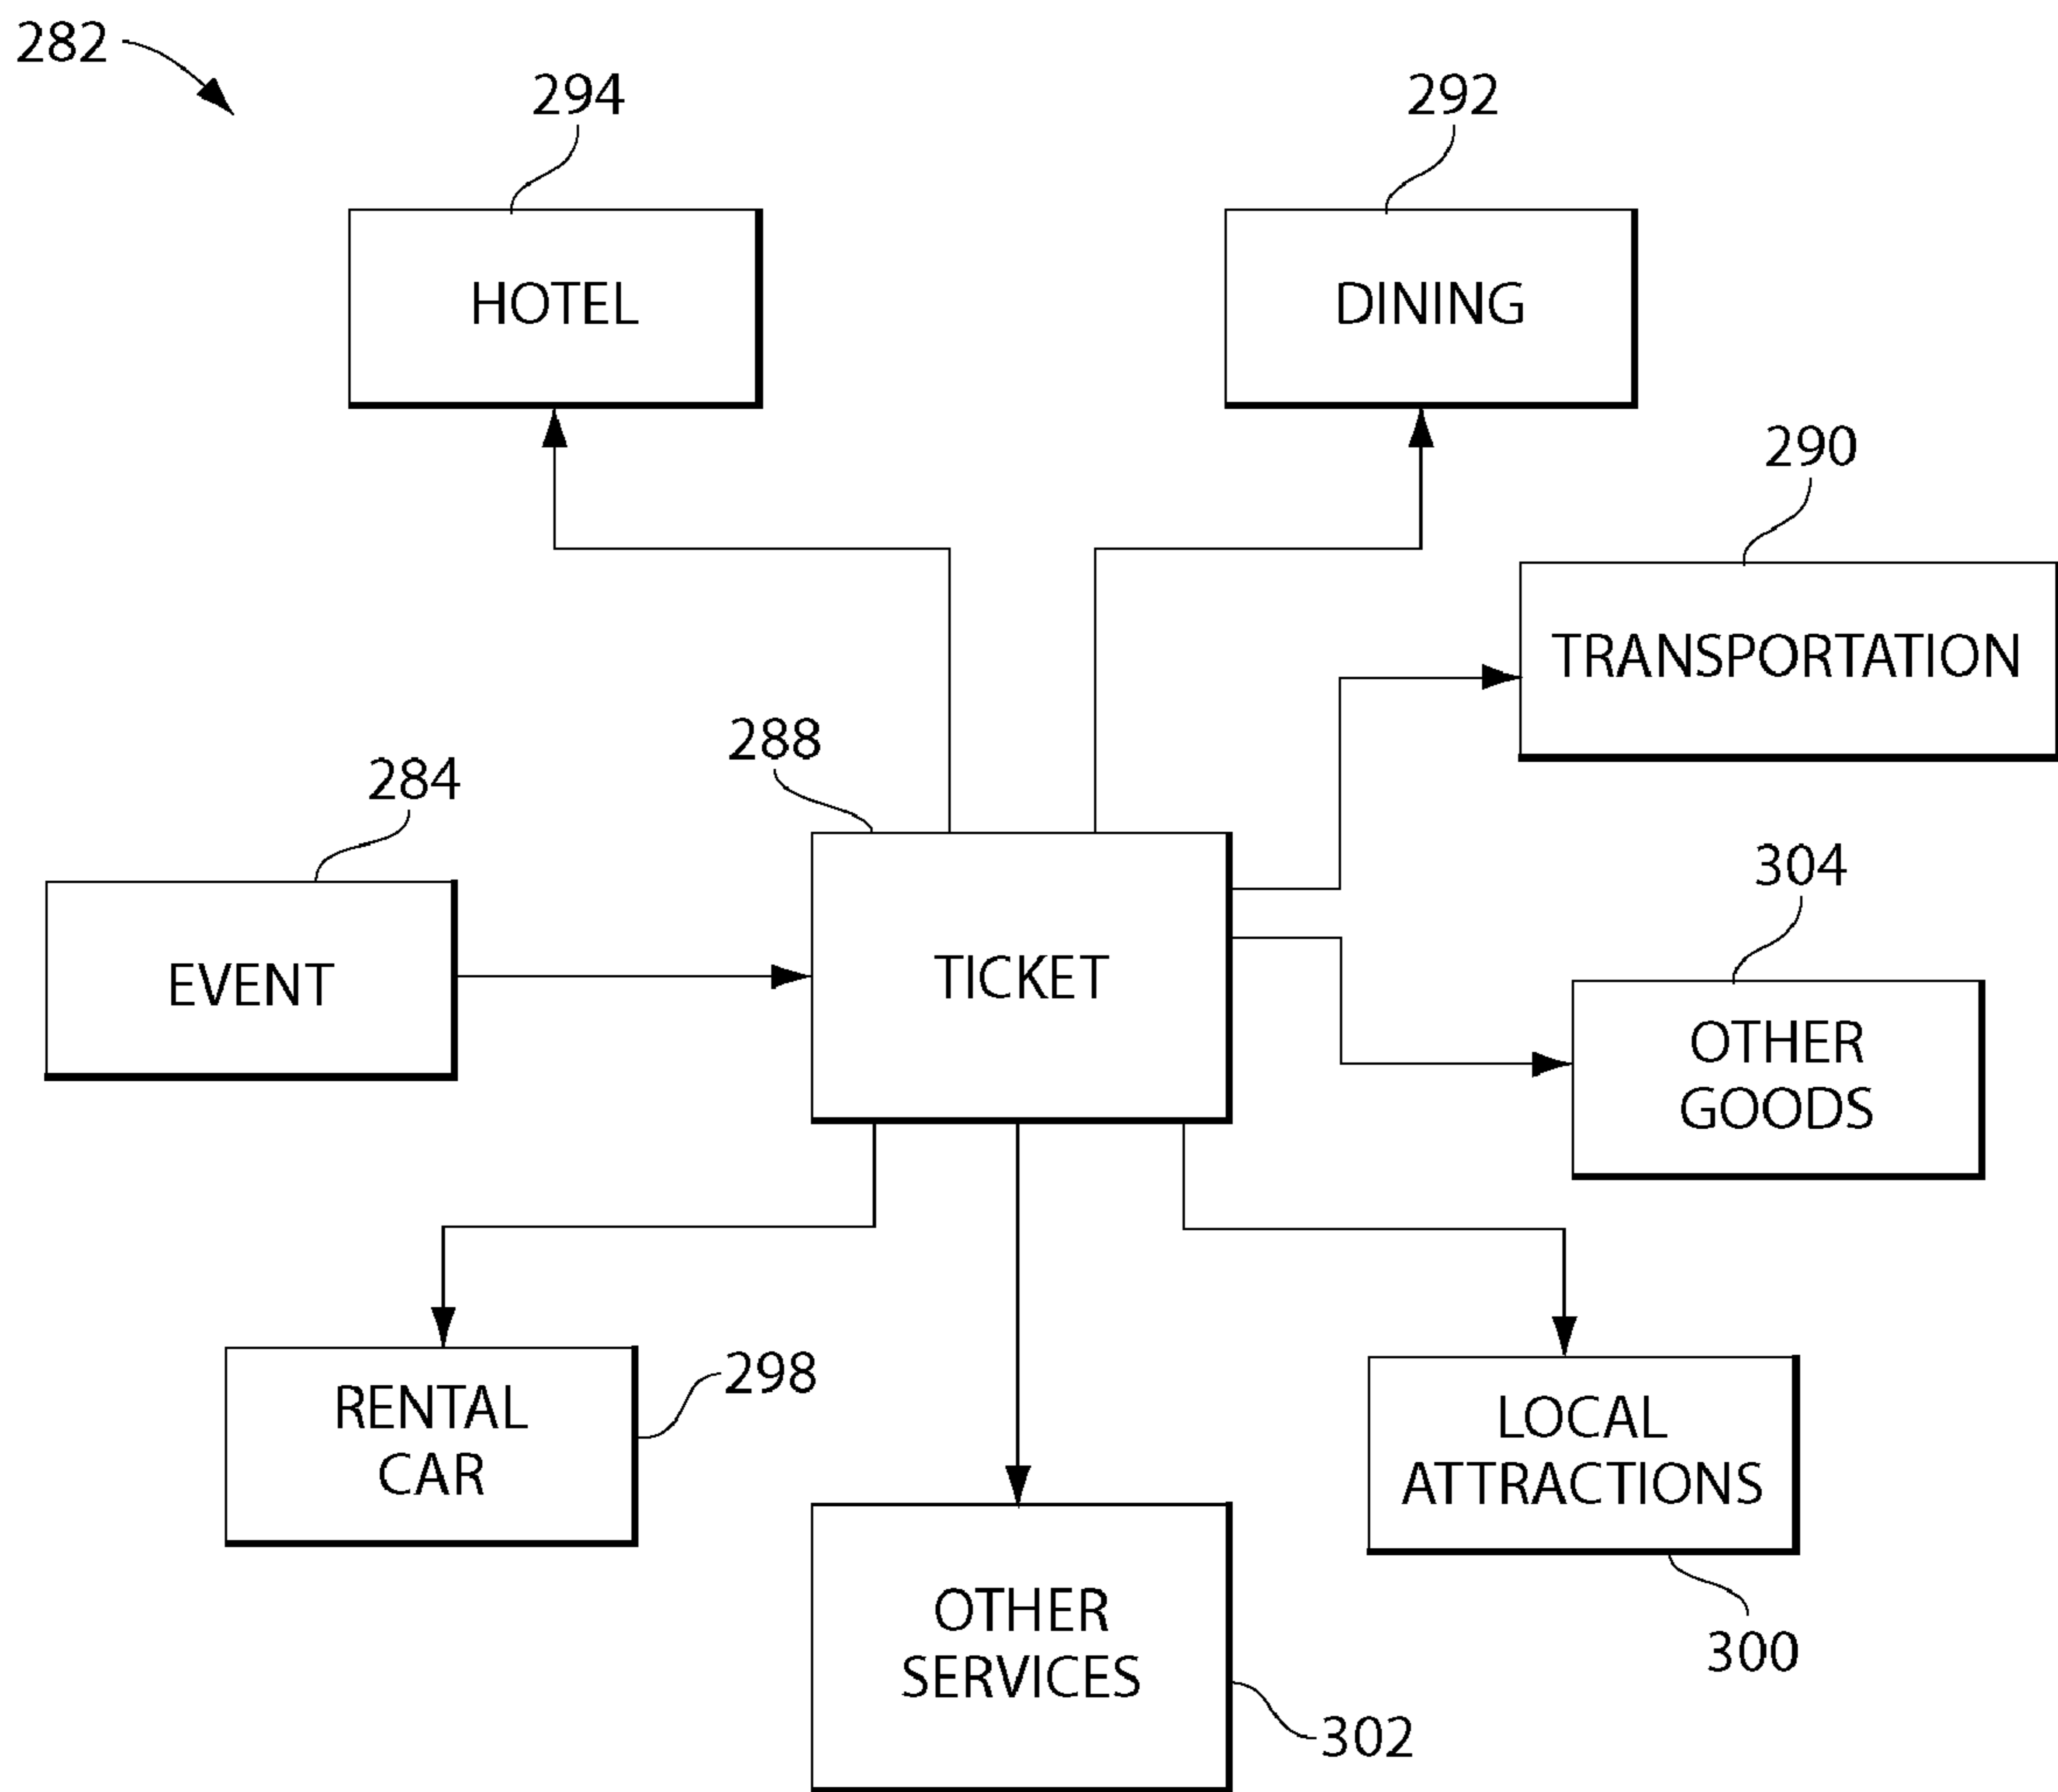 282
294
292
HOTEL
DINING
290
TRANSPORTATION
288
284
304
EVENT
TICKET
OTHER
GOODS
RENTAL
CAR
298
LOCAL
ATTRACTIONS
OTHER
SERVICES
300
302